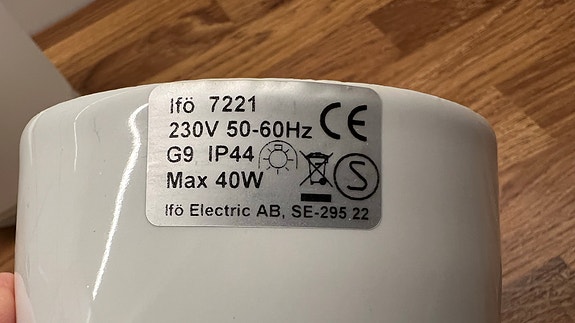 Ifö 7221
230V 50-60Hz CE
G9 IP44
Max 40W S
Ifö Electric AB, SE-295 22